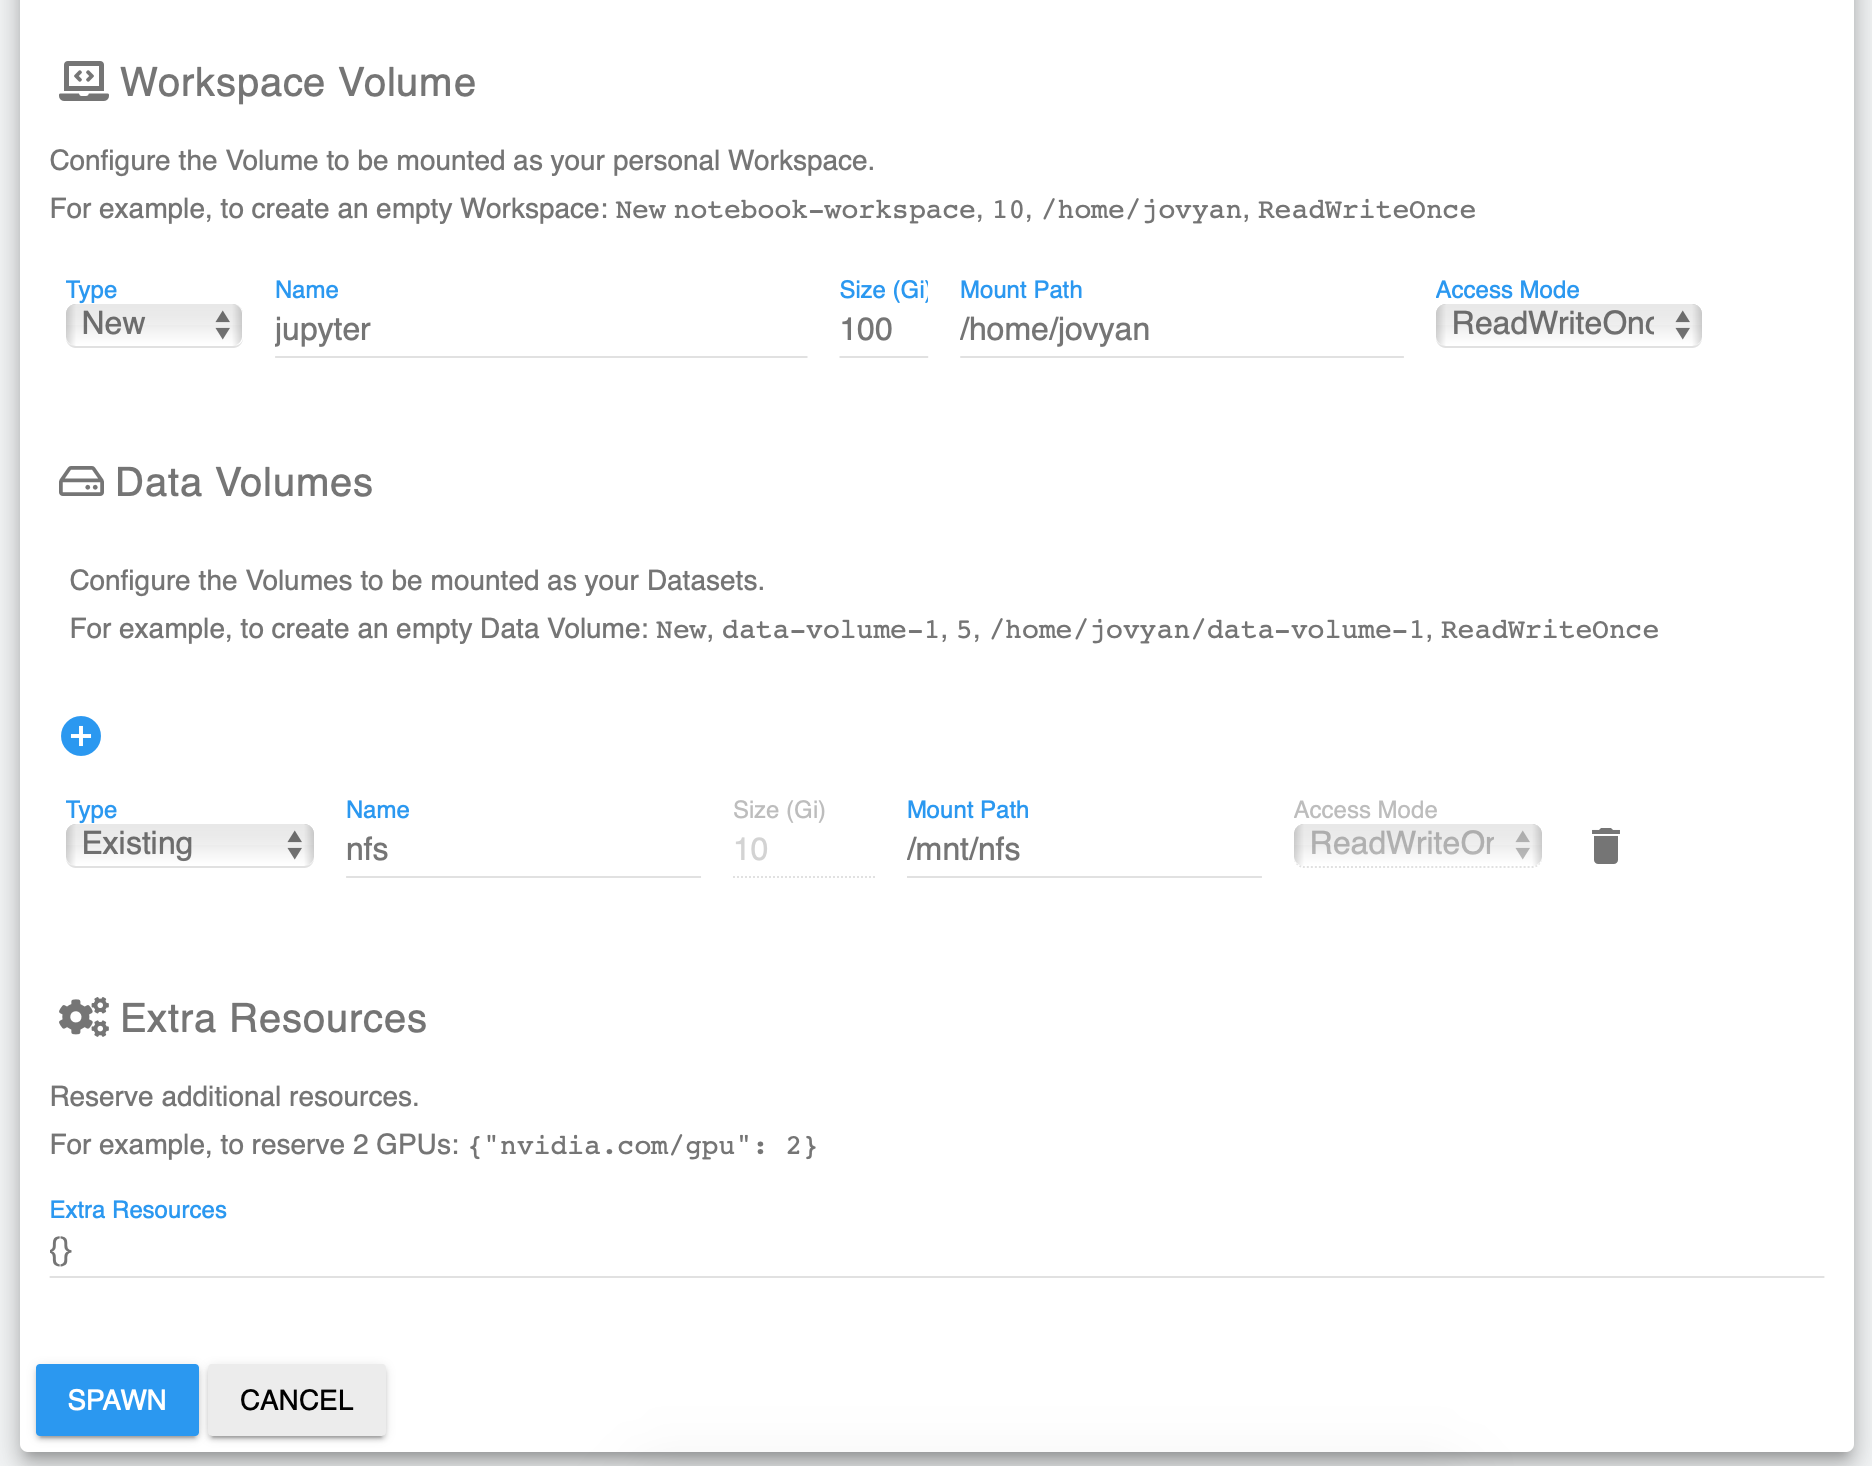 Workspace Volume
Configure the Volume to be mounted as your personal Workspace.
For example, to create an empty Workspace: New notebook-workspace, 10, /home/jovyan, ReadWriteOnce
Type Name Size (Gi) Mount Path Access Mode
New jupyter 100 /home/jovyan ReadWriteOnc
Data Volumes
Configure the Volumes to be mounted as your Datasets.
For example, to create an empty Data Volume: New, data-volume-1, 5, /home/jovyan/data-volume-1, ReadWriteOnce
Type Name Size (Gi) Mount Path Access Mode
Existing nfs 10 /mnt/nfs ReadWriteOr
Extra Resources
Reserve additional resources.
For example, to reserve 2 GPUs: {"nvidia.com/gpu": 2}
Extra Resources
{}
SPAWN CANCEL